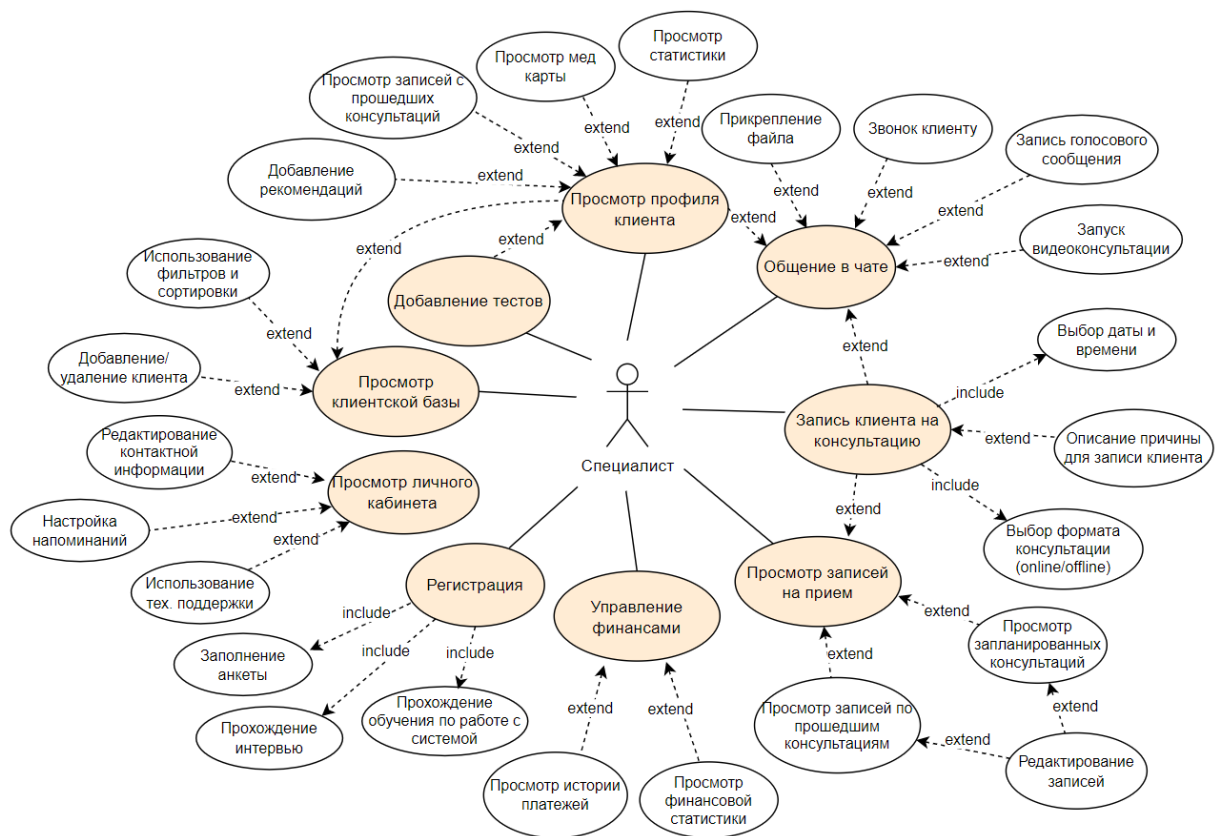 Просмотр
статистики
Просмотр мед
карты
Просмотр записей с
прошедших
консультаций
extend
extend
extend
Прикрепление
файла
Звонок клиенту
Запись голосового
сообщения
Добавление
рекомендаций
extend
Просмотр профиля
клиента
extend
extend
extend
extend
extend
Запуск
видеоконсультации
extend
Общение в чате
extend
Использование
фильтров и
сортировки
extend
Добавление тестов
extend
Выбор даты и
времени
Добавление/
удаление клиента
extend
Просмотр
клиентской базы
extend
include
Запись клиента на
консультацию
extend
Описание причины
для записи клиента
Редактирование
контактной
информации
extend
Специалист
Просмотр личного
кабинета
include
extend
Настройка
напоминаний
extend
extend
Выбор формата
консультации
(online/offline)
Использование
тех. поддержки
Регистрация
Управление
финансами
Просмотр записей
на прием
include
include
include
extend
Просмотр
запланированных
консультаций
Заполнение
анкеты
extend
Прохождение
обучения по работе с
системой
Прохождение
интервью
extend
extend
Просмотр записей по
прошедшим
консультациям
extend
extend
Редактирование
записей
Просмотр истории
платежей
Просмотр
финансовой
статистики